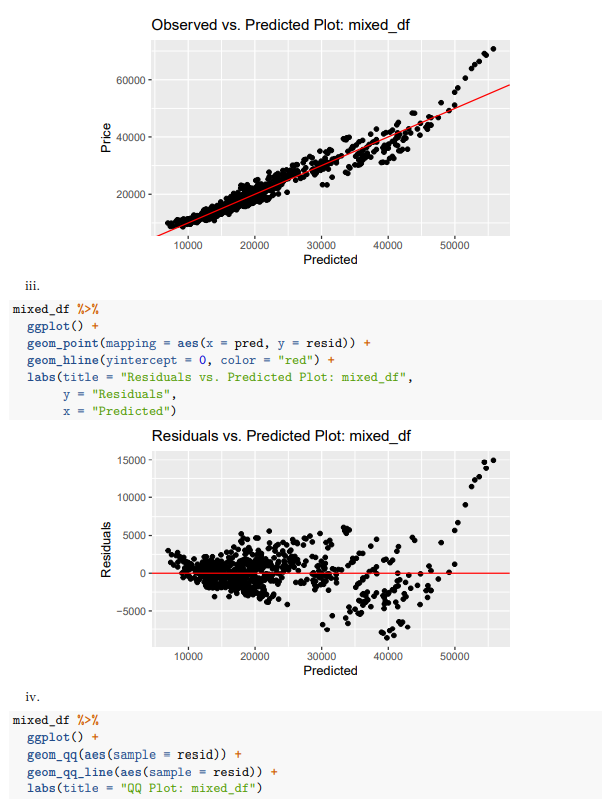 Observed vs. Predicted Plot: mixed_df
60000
40000
20000
Price
10000 20000 30000 40000 50000
Predicted
iii.
mixed_df %>%
  ggplot() +
  geom_point(mapping = aes(x = pred, y = resid)) +
  geom_hline(yintercept = 0, color = "red") +
  labs(title = "Residuals vs. Predicted Plot: mixed_df",
       y = "Residuals",
       x = "Predicted")
Residuals vs. Predicted Plot: mixed_df
15000
10000
5000
0
−5000
Residuals
10000 20000 30000 40000 50000
Predicted
iv.
mixed_df %>%
  ggplot() +
  geom_qq(aes(sample = resid)) +
  geom_qq_line(aes(sample = resid)) +
  labs(title = "QQ Plot: mixed_df")